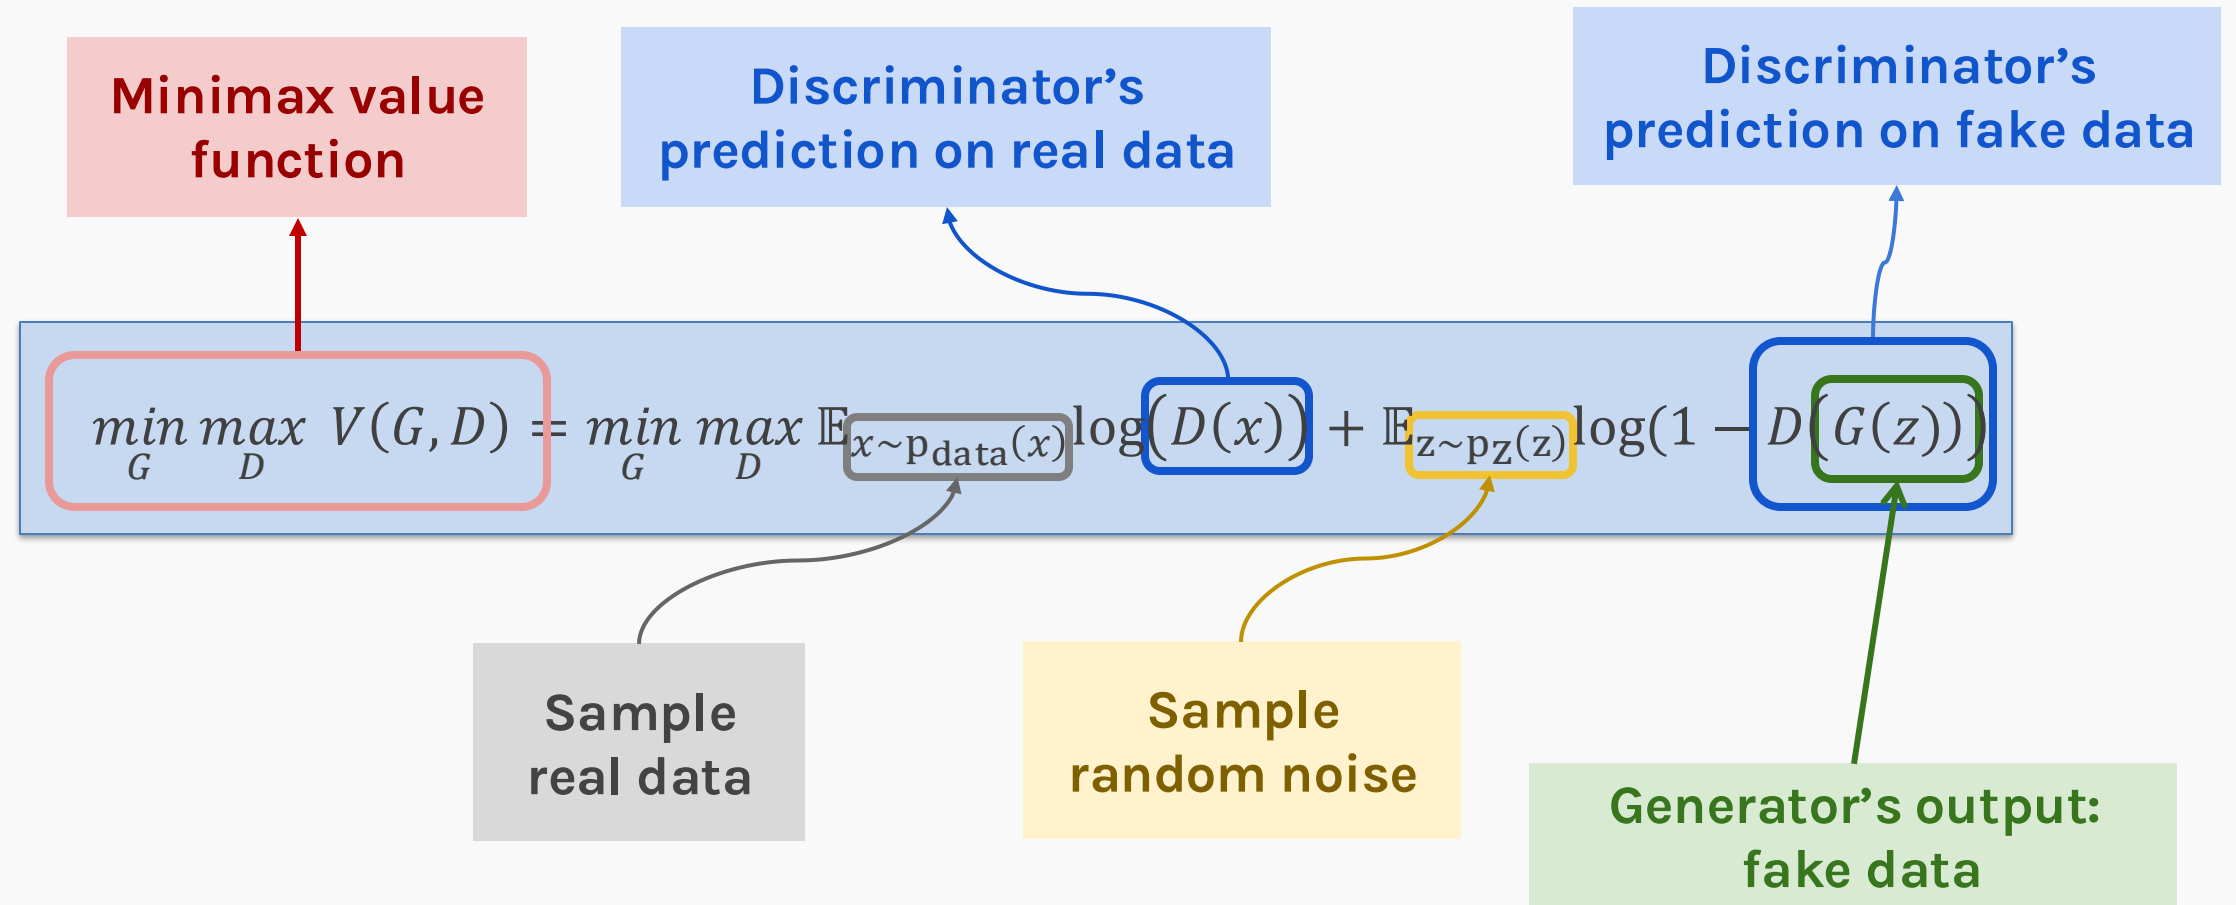 Minimax value
function
Discriminator’s
prediction on real data
Discriminator’s
prediction on fake data
min max V(G, D) = min max 𝔼x~pdata(x)log(D(x)) + 𝔼z~pZ(z)log(1 − D(G(z)))
G D G D
Sample
real data
Sample
random noise
Generator’s output:
fake data